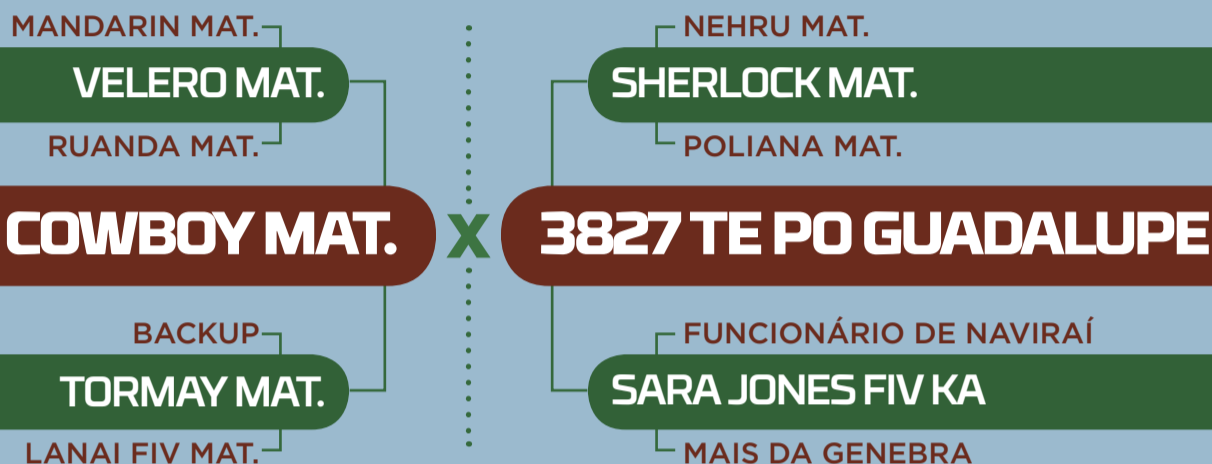 MANDARIN MAT.
VELERO MAT.
RUANDA MAT.
COWBOY MAT.
BACKUP
TORMAY MAT.
LANAI FIV MAT.
X
NEHRU MAT.
SHERLOCK MAT.
POLIANA MAT.
3827 TE PO GUADALUPE
FUNCIONÁRIO DE NAVIRAÍ
SARA JONES FIV KA
MAIS DA GENEBRA